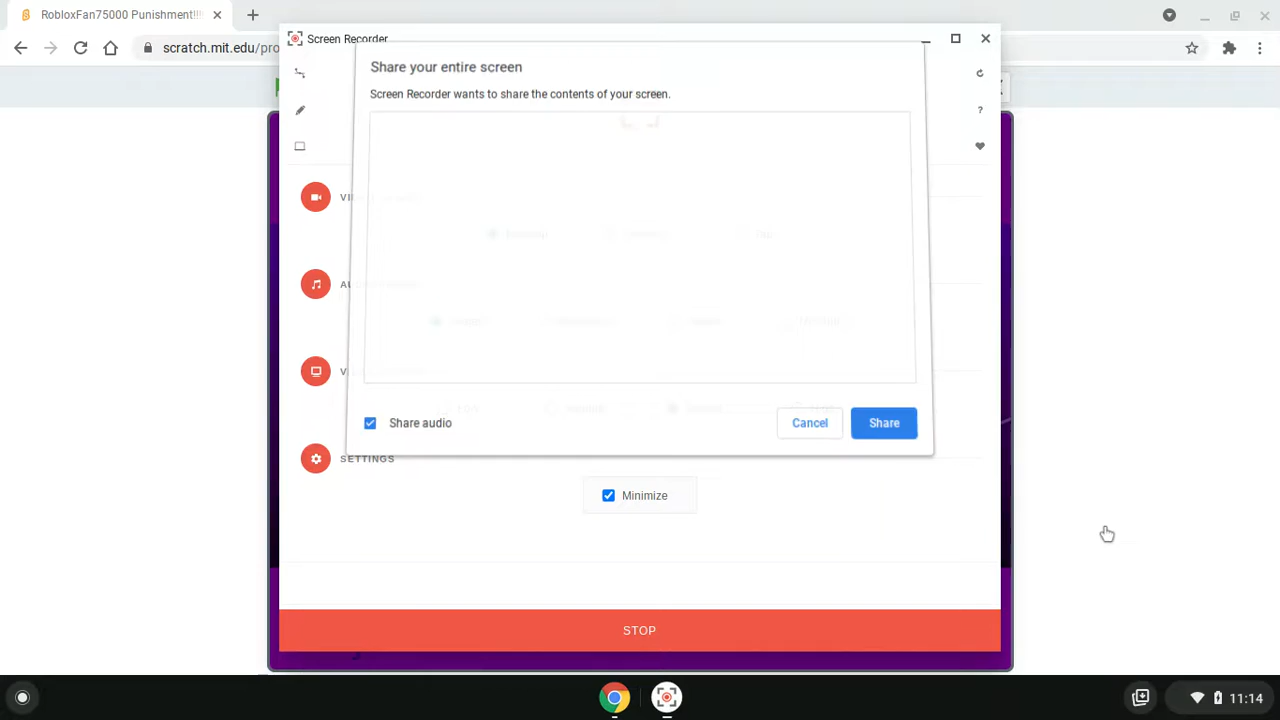 RobloxFan75000 Punishment!!!
scratch.mit.edu/pro
Screen Recorder
Share your entire screen
Screen Recorder wants to share the contents of your screen.
?
Share audio
Cancel
Share
SETTINGS
Minimize
STOP
11:14